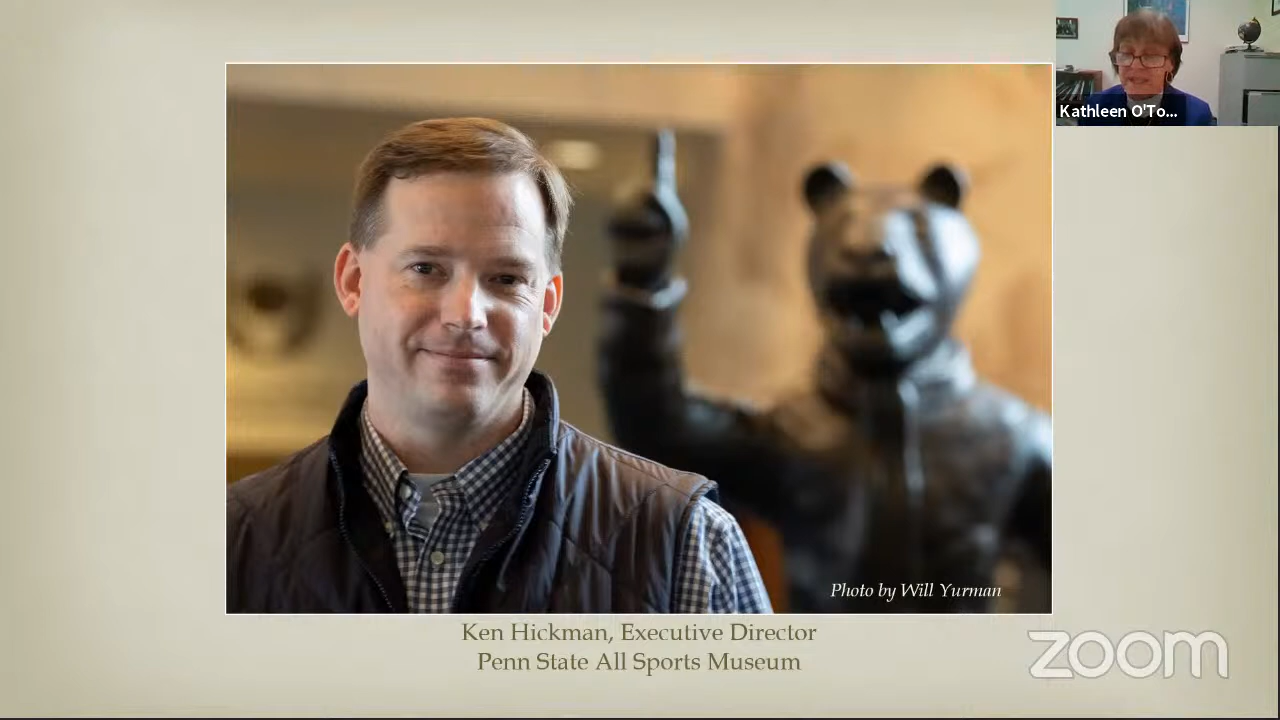 Kathleen O'To...
Photo by Will Yurman
Ken Hickman, Executive Director
Penn State All Sports Museum
zoom